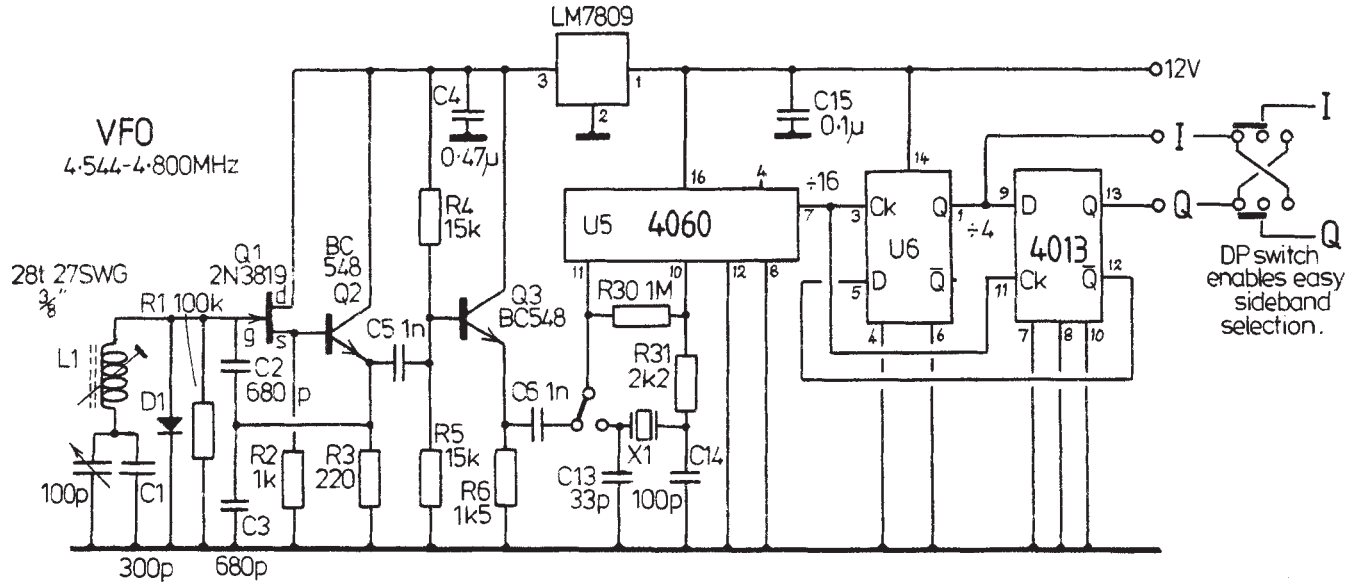 LM7809
3
1
2
12V
VFO
4·544-4·800MHz
C4
0·47µ
C15
0·1µ
I
I
Q
Q
DP switch
enables easy
sideband
selection.
R4
15k
16
4
U5 4060
7
÷16
11
10
12
8
14
3
Ck
Q
1
U6
÷4
D
5
Q̅
4
6
9
D
Q
13
4013
11
Ck
Q̅
12
7
8
10
28t 27SWG
3/8"
R1 100k
Q1
2N3819
d
g
s
BC
548
Q2
C5 1n
Q3
BC548
R30 1M
R31
2k2
L1
D1
C2
680p
C6 1n
100p
C1
300p
C3
680p
R2
1k
R3
220
R5
15k
R6
1k5
C13
33p
X1
C14
100p